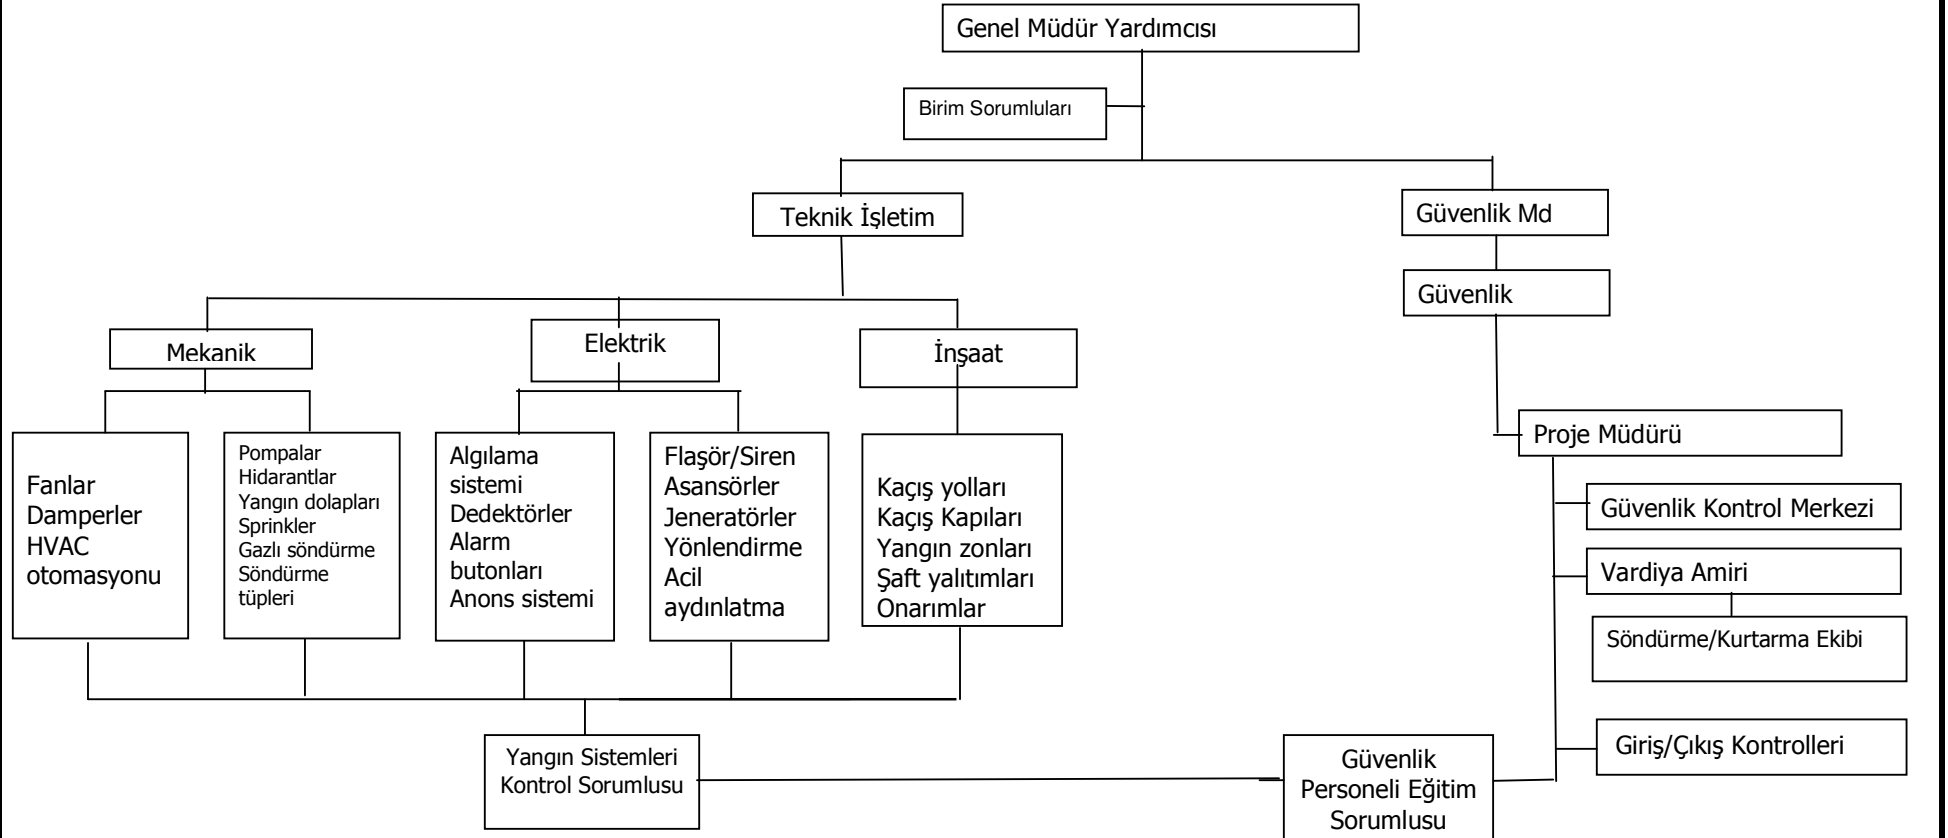 Genel Müdür Yardımcısı
Birim Sorumluları
Teknik İşletim
Güvenlik Md
Güvenlik
Mekanik
Elektrik
İnşaat
Fanlar
Damperler
HVAC
otomasyonu
Pompalar
Hidarantlar
Yangın dolapları
Sprinkler
Gazlı söndürme
Söndürme
tüpleri
Algılama
sistemi
Dedektörler
Alarm
butonları
Anons sistemi
Flaşör/Siren
Asansörler
Jeneratörler
Yönlendirme
Acil
aydınlatma
Kaçış yolları
Kaçış Kapıları
Yangın zonları
Şaft yalıtımları
Onarımlar
Proje Müdürü
Güvenlik Kontrol Merkezi
Vardiya Amiri
Söndürme/Kurtarma Ekibi
Giriş/Çıkış Kontrolleri
Yangın Sistemleri
Kontrol Sorumlusu
Güvenlik
Personeli Eğitim
Sorumlusu